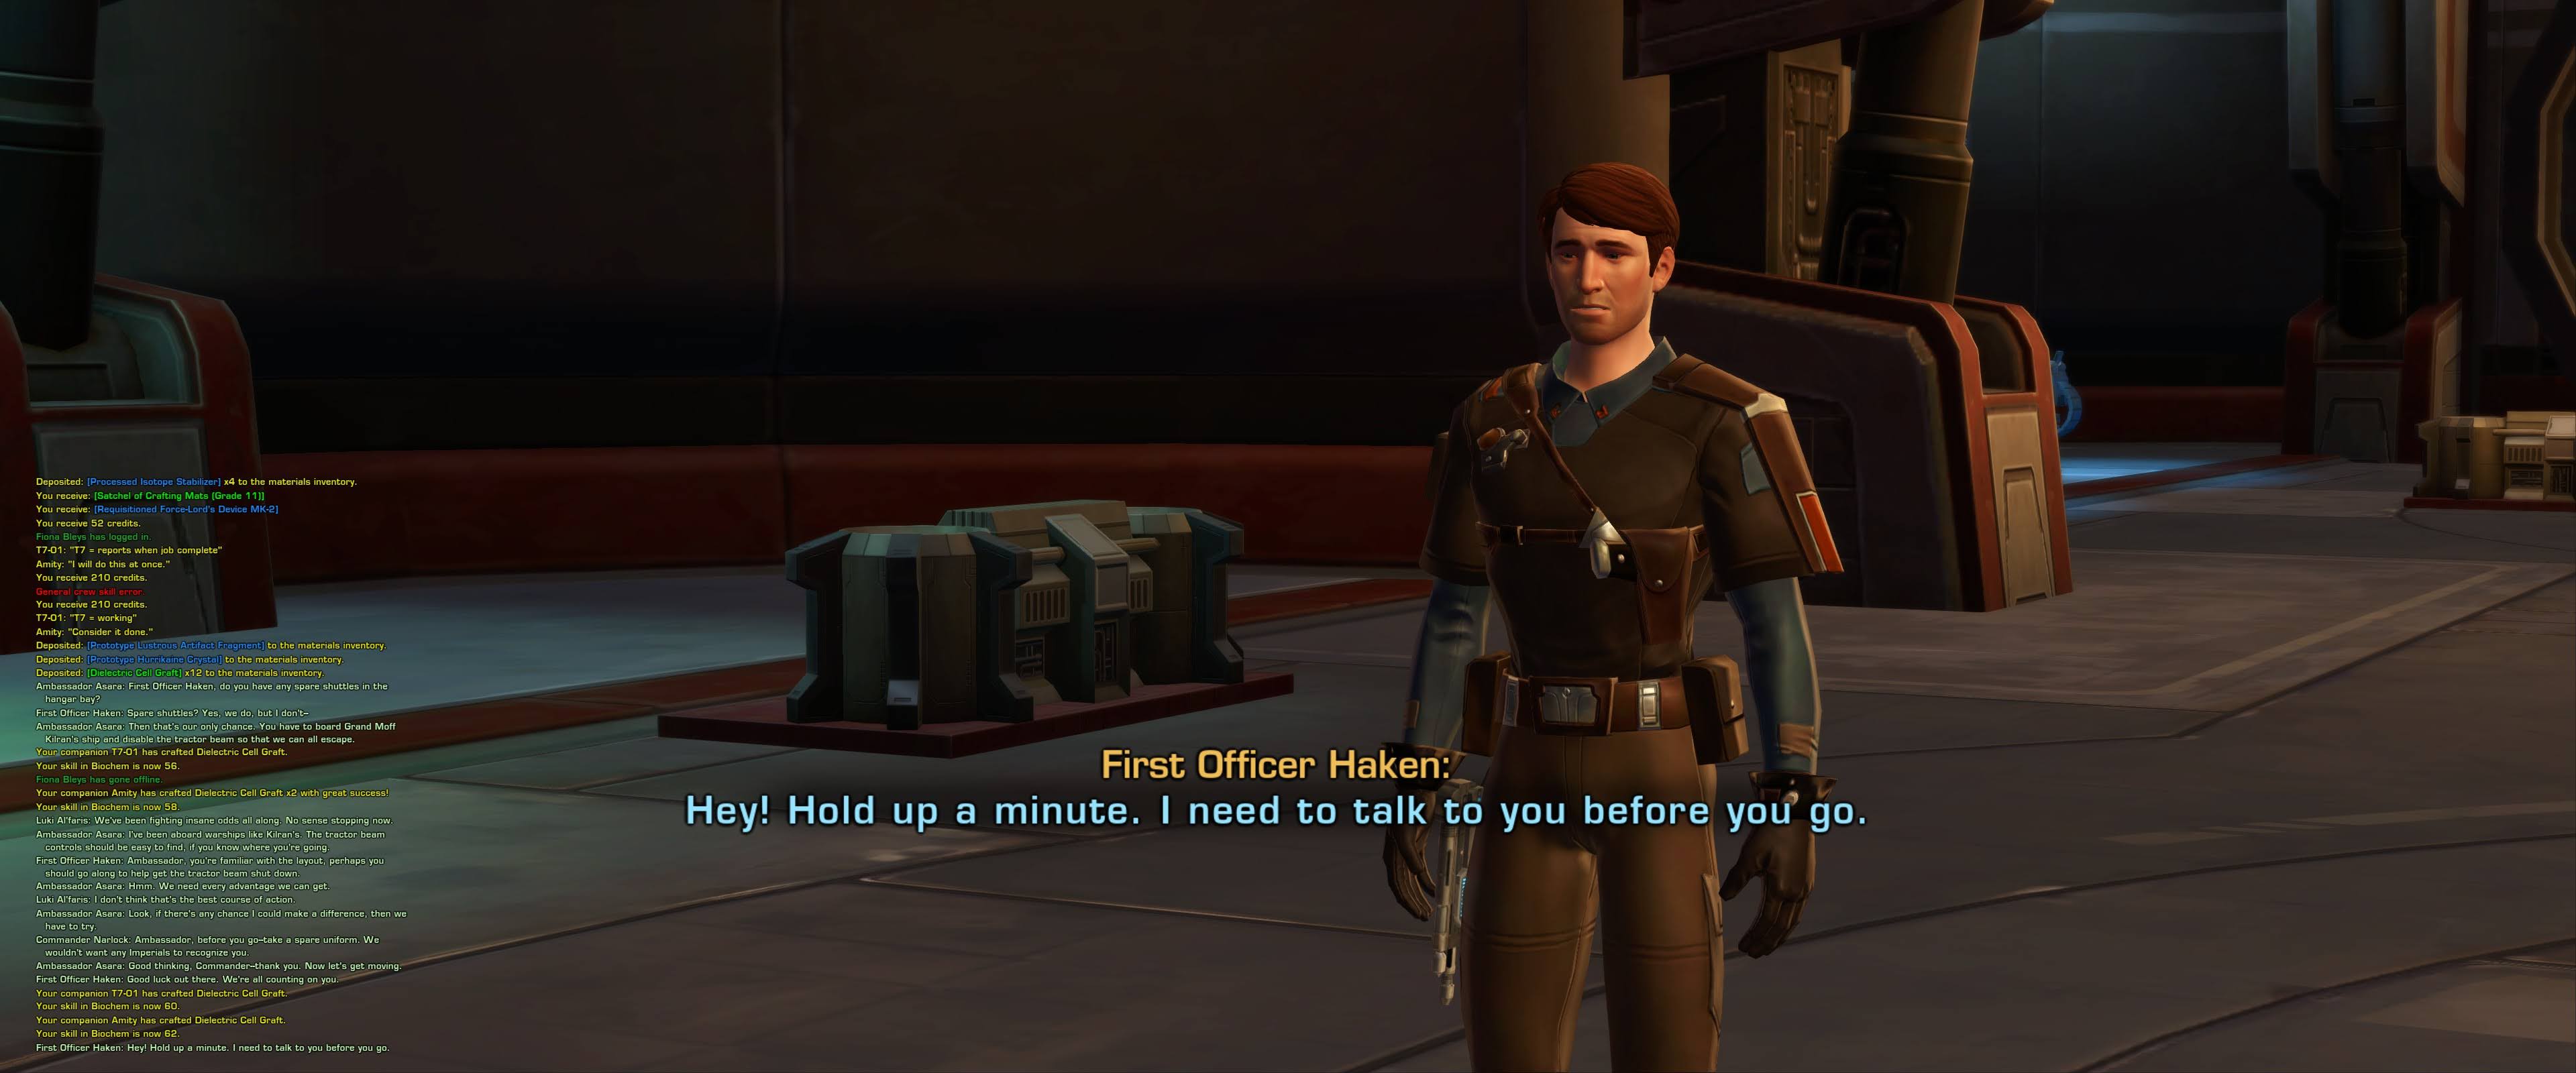 Deposited: [Processed Isotope Stabilizer] x4 to the materials inventory.
You receive: [Satchel of Crafting Mats (Grade 11)]
You receive: [Requisitioned Force-Lord's Device MK-2]
You receive 52 credits.
Fiona Bleys has logged in.
T7-01: "T7 = reports when job complete"
Amity: "I will do this at once."
You receive 210 credits.
General crew skill error.
You receive 210 credits.
T7-01: "T7 = working"
Amity: "Consider it done."
Deposited: [Prototype Lustrous Artifact Fragment] to the materials inventory.
Deposited: [Prototype Hurrikaine Crystal] to the materials inventory.
Deposited: [Dielectric Cell Graft] x12 to the materials inventory.
Ambassador Asara: First Officer Haken, do you have any spare shuttles in the
hangar bay?
First Officer Haken: Spare shuttles? Yes, we do, but I don't–
Ambassador Asara: Then that's our only chance. You have to board Grand Moff
Kilran's ship and disable the tractor beam so that we can all escape.
Your companion T7-01 has crafted Dielectric Cell Graft.
Your skill in Biochem is now 56.
Fiona Bleys has gone offline.
Your companion Amity has crafted Dielectric Cell Graft x2 with great success!
Your skill in Biochem is now 58.
Luki Al'faris: We've been fighting insane odds all along. No sense stopping now.
Ambassador Asara: I've been aboard warships like Kilran's. The tractor beam
controls should be easy to find, if you know where you're going.
First Officer Haken: Ambassador, you're familiar with the layout, perhaps you
should go along to help get the tractor beam shut down.
Ambassador Asara: Hmm. We need every advantage we can get.
Luki Al'faris: I don't think that's the best course of action.
Ambassador Asara: Look, if there's any chance I could make a difference, then we
have to try.
Commander Narlock: Ambassador, before you go–take a spare uniform. We
wouldn't want any Imperials to recognize you.
Ambassador Asara: Good thinking, Commander–thank you. Now let's get moving.
First Officer Haken: Good luck out there. We're all counting on you.
Your companion T7-01 has crafted Dielectric Cell Graft.
Your skill in Biochem is now 60.
Your companion Amity has crafted Dielectric Cell Graft.
Your skill in Biochem is now 62.
First Officer Haken: Hey! Hold up a minute. I need to talk to you before you go.
First Officer Haken:
Hey! Hold up a minute. I need to talk to you before you go.